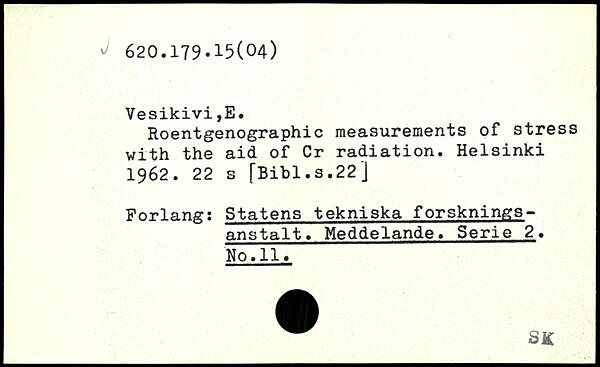 620.179.15(04)
Vesikivi,E.
Roentgenographic measurements of stress
with the aid of Cr radiation. Helsinki
1962. 22 s [Bibl.s.22]
Forlang: Statens tekniska forsknings-
anstalt. Meddelande. Serie 2.
No.11.
SK